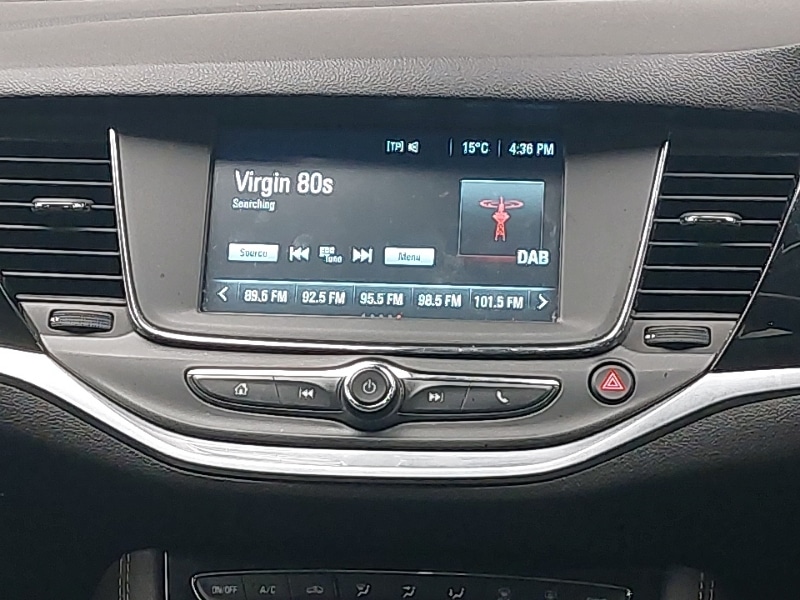 [TP] 15°C 4:36 PM
Virgin 80s
Searching
DAB
Source Tune Menu
89.5 FM 92.5 FM 95.5 FM 98.5 FM 101.5 FM
ON/OFF A/C